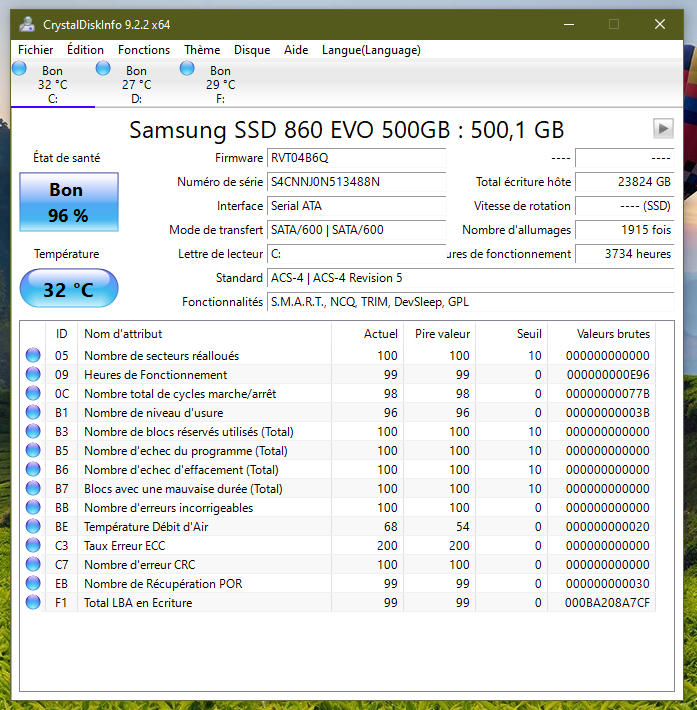 CrystalDiskInfo 9.2.2 x64
Fichier Édition Fonctions Thème Disque Aide Langue(Language)
Bon Bon Bon
32 °C 27 °C 29 °C
C: D: F:
Samsung SSD 860 EVO 500GB : 500,1 GB
État de santé
Bon
96 %
Température
32 °C
Firmware RVT04B6Q ---- ----
Numéro de série S4CNNJ0N513488N Total écriture hôte 23824 GB
Interface Serial ATA Vitesse de rotation ---- (SSD)
Mode de transfert SATA/600 | SATA/600 Nombre d'allumages 1915 fois
Lettre de lecteur C: ures de fonctionnement 3734 heures
Standard ACS-4 | ACS-4 Revision 5
Fonctionnalités S.M.A.R.T., NCQ, TRIM, DevSleep, GPL
ID Nom d'attribut Actuel Pire valeur Seuil Valeurs brutes
05 Nombre de secteurs réalloués 100 100 10 000000000000
09 Heures de Fonctionnement 99 99 0 000000000E96
0C Nombre total de cycles marche/arrêt 98 98 0 00000000077B
B1 Nombre de niveau d'usure 96 96 0 00000000003B
B3 Nombre de blocs réservés utilisés (Total) 100 100 10 000000000000
B5 Nombre d'echec du programme (Total) 100 100 10 000000000000
B6 Nombre d'echec d'effacement (Total) 100 100 10 000000000000
B7 Blocs avec une mauvaise durée (Total) 100 100 10 000000000000
BB Nombre d'erreurs incorrigeables 100 100 0 000000000000
BE Température Débit d'Air 68 54 0 000000000020
C3 Taux Erreur ECC 200 200 0 000000000000
C7 Nombre d'erreur CRC 100 100 0 000000000000
EB Nombre de Récupération POR 99 99 0 000000000030
F1 Total LBA en Ecriture 99 99 0 000BA208A7CF